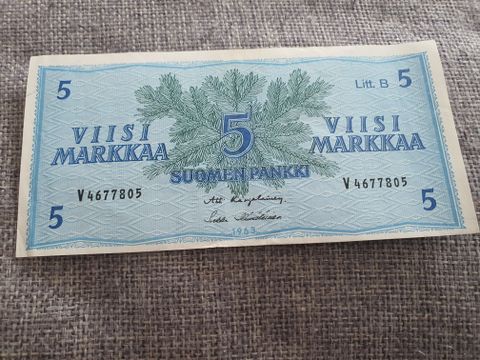 5 Litt. B 5
VIISI 5 VIISI
MARKKAA MARKKAA
SUOMEN PANKKI
V4677805 V4677805
5 1963 5